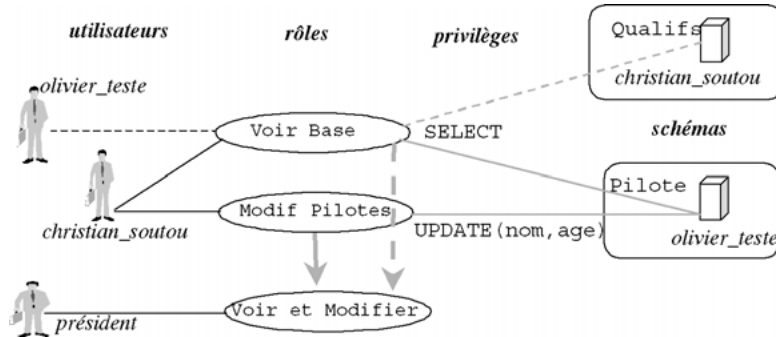 utilisateurs
rôles
privilèges
Qualifs
christian_soutou
olivier_teste
Voir Base
SELECT
schémas
Pilote
olivier_teste
christian_soutou
Modif Pilotes
UPDATE(nom,age)
président
Voir et Modifier